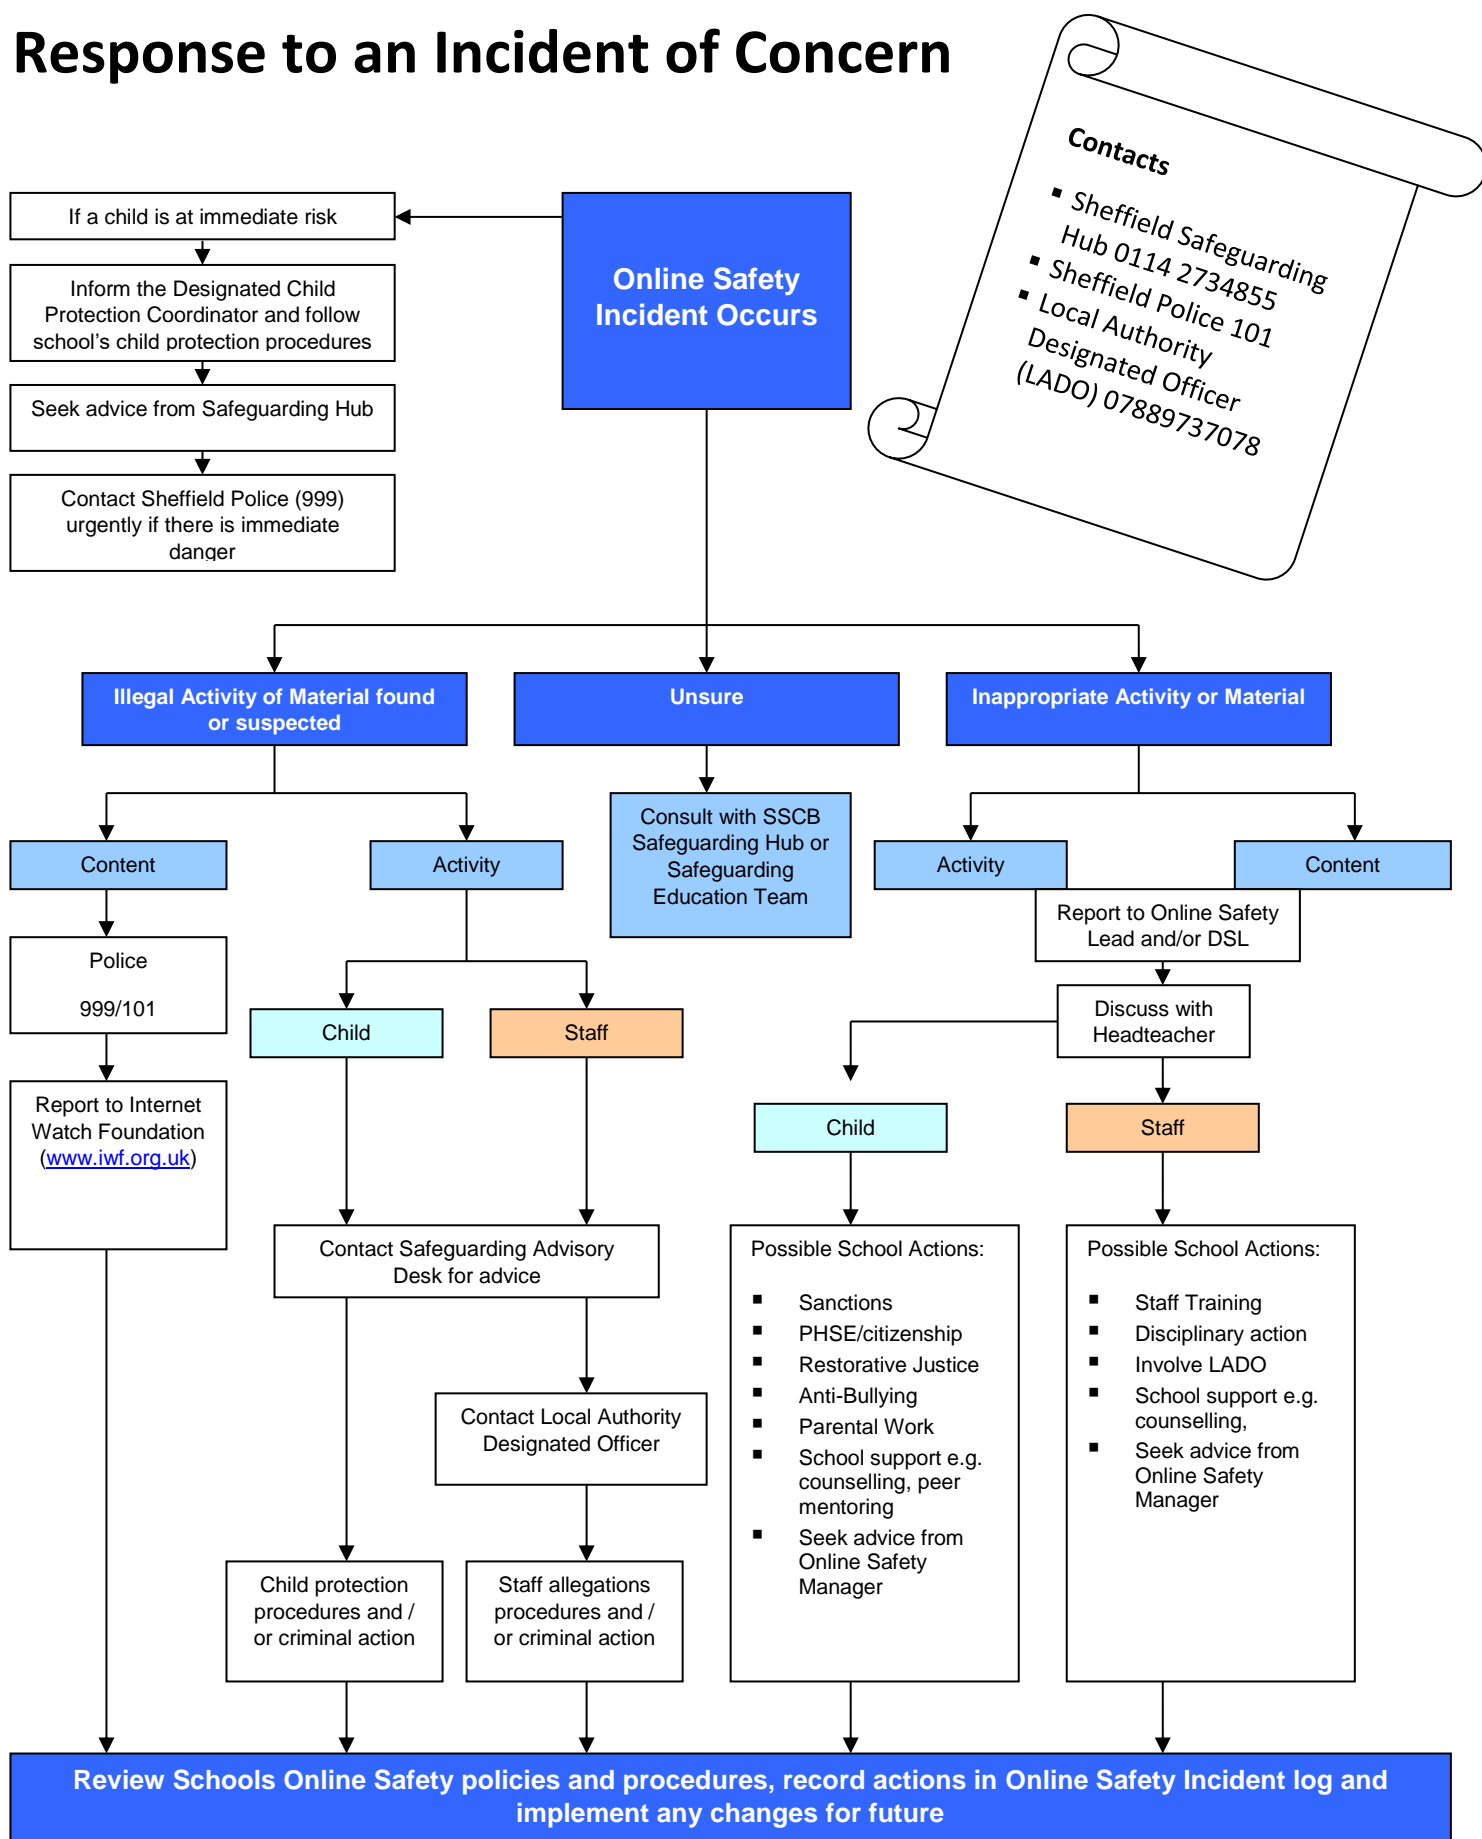 Response to an Incident of Concern
Contacts
▪ Sheffield Safeguarding
Hub 0114 2734855
▪ Sheffield Police 101
▪ Local Authority
Designated Officer
(LADO) 07889737078
If a child is at immediate risk
Inform the Designated Child
Protection Coordinator and follow
school's child protection procedures
Seek advice from Safeguarding Hub
Contact Sheffield Police (999)
urgently if there is immediate
danger
Online Safety
Incident Occurs
Illegal Activity of Material found
or suspected
Unsure
Inappropriate Activity or Material
Content
Activity
Consult with SSCB
Safeguarding Hub or
Safeguarding
Education Team
Activity
Content
Police
999/101
Report to Online Safety
Lead and/or DSL
Discuss with
Headteacher
Child
Staff
Report to Internet
Watch Foundation
(www.iwf.org.uk)
Child
Staff
Contact Safeguarding Advisory
Desk for advice
Contact Local Authority
Designated Officer
Child protection
procedures and /
or criminal action
Staff allegations
procedures and /
or criminal action
Possible School Actions:
▪ Sanctions
▪ PHSE/citizenship
▪ Restorative Justice
▪ Anti-Bullying
▪ Parental Work
▪ School support e.g.
counselling, peer
mentoring
▪ Seek advice from
Online Safety
Manager
Possible School Actions:
▪ Staff Training
▪ Disciplinary action
▪ Involve LADO
▪ School support e.g.
counselling,
▪ Seek advice from
Online Safety
Manager
Review Schools Online Safety policies and procedures, record actions in Online Safety Incident log and
implement any changes for future